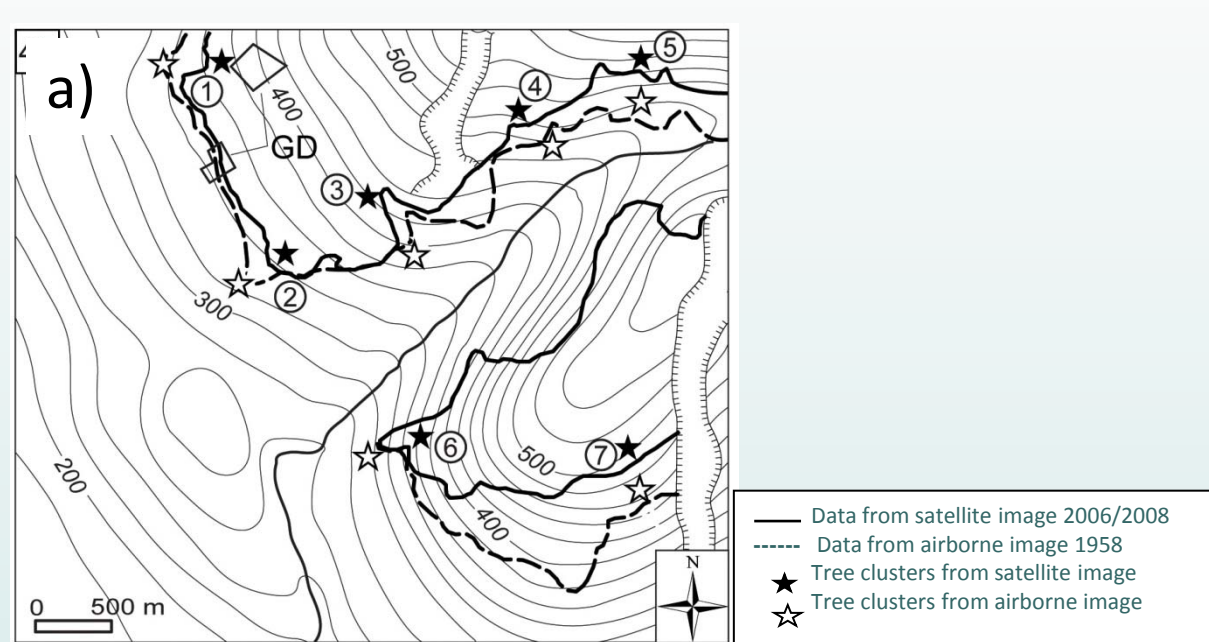 4
a)
500
5
4
1
400
GD
3
2
300
6
7
500
200
400
N
0 500 m
Data from satellite image 2006/2008
Data from airborne image 1958
Tree clusters from satellite image
Tree clusters from airborne image